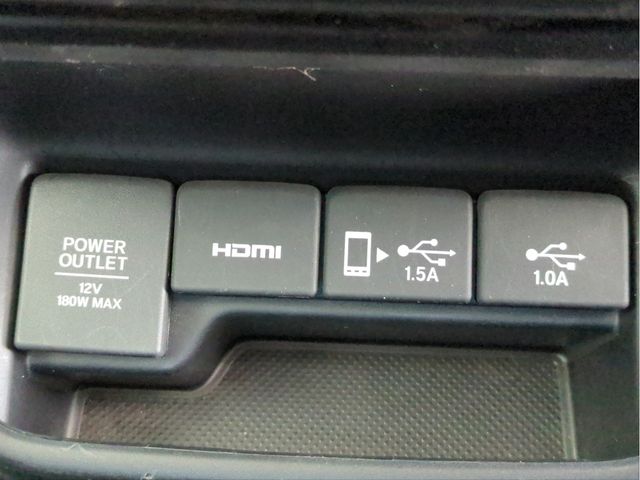 POWER
OUTLET
12V
180W MAX
HDMI
1.5A
1.0A